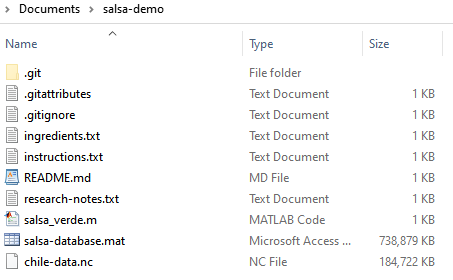 Documents > salsa-demo
Name Type Size
.git File folder
.gitattributes Text Document 1 KB
.gitignore Text Document 1 KB
ingredients.txt Text Document 1 KB
instructions.txt Text Document 1 KB
README.md MD File 1 KB
research-notes.txt Text Document 1 KB
salsa_verde.m MATLAB Code 1 KB
salsa-database.mat Microsoft Access ... 738,879 KB
chile-data.nc NC File 184,722 KB